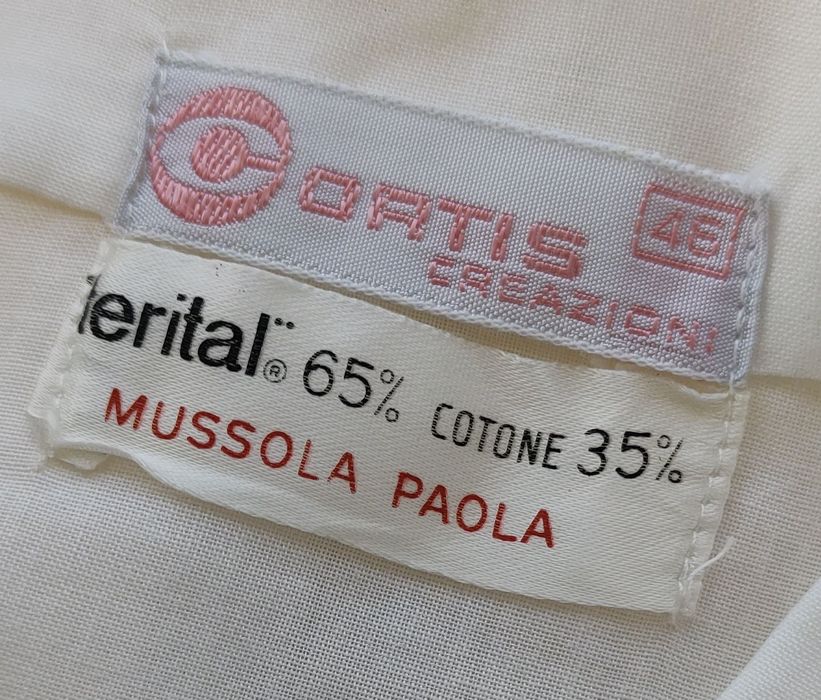 ORTIS 48
CREAZIONI
terital® 65% COTONE 35%
MUSSOLA PAOLA